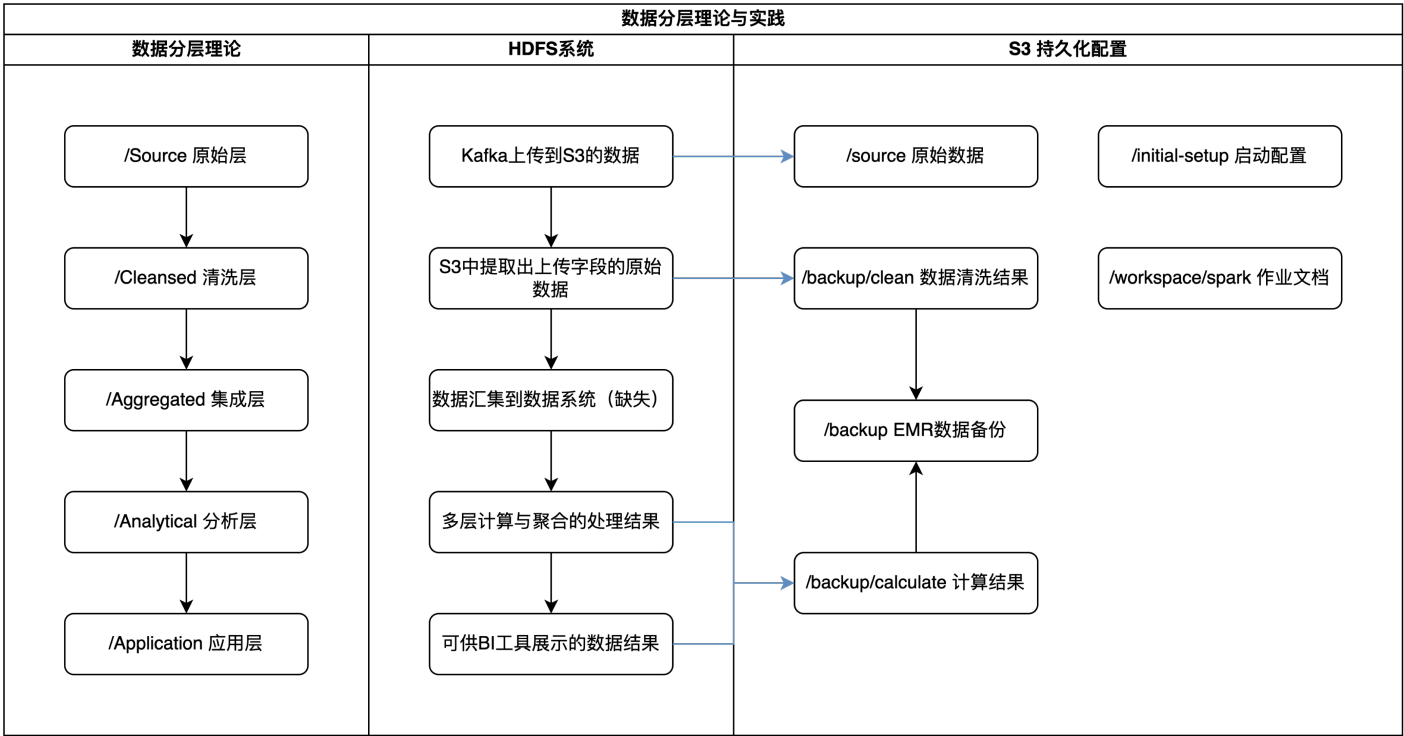 数据分层理论与实践
数据分层理论
HDFS系统
S3 持久化配置
/Source 原始层
Kafka上传到S3的数据
/source 原始数据
/initial-setup 启动配置
/Cleansed 清洗层
S3中提取出上传字段的原始
数据
/backup/clean 数据清洗结果
/workspace/spark 作业文档
/Aggregated 集成层
数据汇集到数据系统（缺失）
/backup EMR数据备份
/Analytical 分析层
多层计算与聚合的处理结果
/backup/calculate 计算结果
/Application 应用层
可供BI工具展示的数据结果